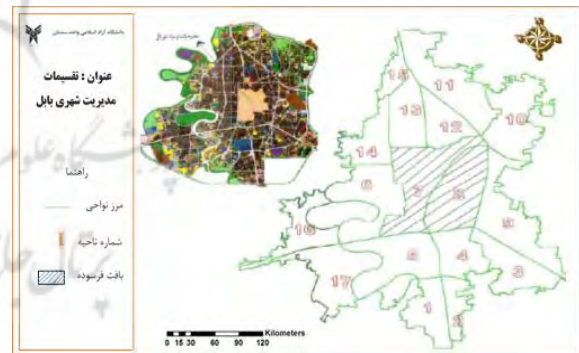 دانشگاه آزاد اسلامی واحد سمنان
عنوان : تقسیمات
مدیریت شهری بابل
راهنما
مرز نواحی
شماره ناحیه
بافت فرسوده
15
11
13
10
12
14
6
7
8
9
16
5
4
3
17
1
2
Kilometers
0 15 30 60 90 120